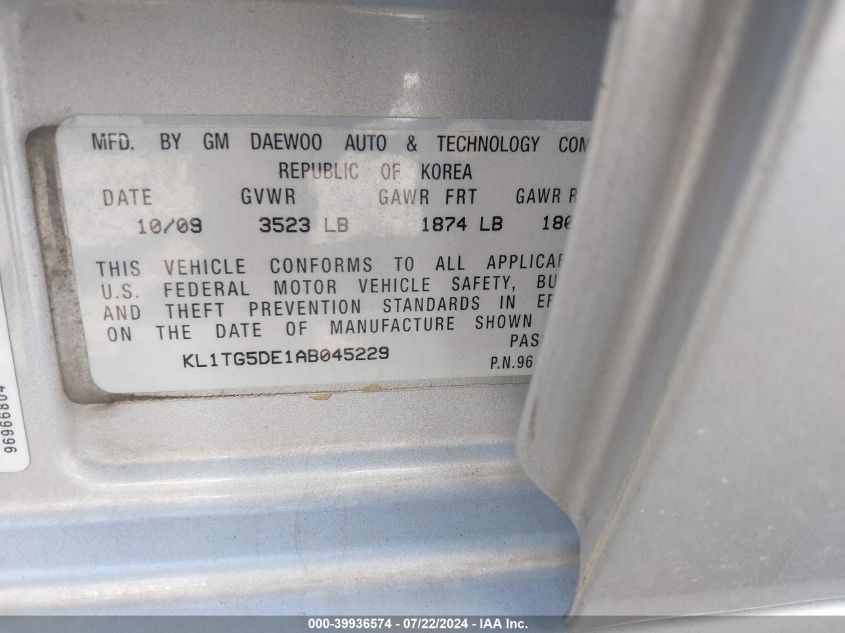 MFD. BY GM DAEWOO AUTO & TECHNOLOGY
REPUBLIC OF KOREA
DATE GVWR GAWR FRT GAWR
10/09 3523 LB 1874 LB
THIS VEHICLE CONFORMS TO ALL
U.S. FEDERAL MOTOR VEHICLE SAFETY,
AND THEFT PREVENTION STANDARDS IN
ON THE DATE OF MANUFACTURE SHOWN
PAS
KL1TG5DE1AB045229 P.N.96
96966804
000-39936574 / 07/22/2024 - IAA Inc.